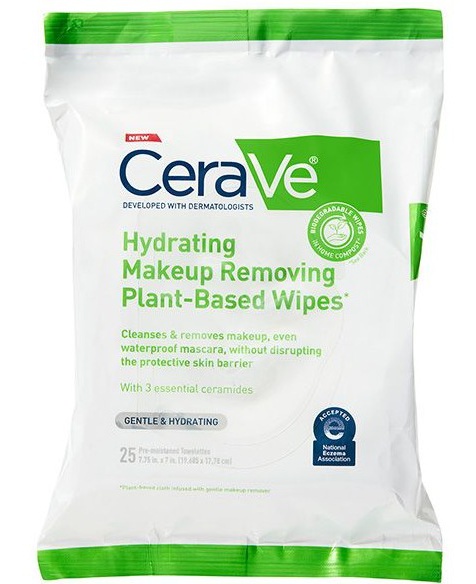 NEW
CeraVe®
DEVELOPED WITH DERMATOLOGISTS
BIODEGRADABLE WIPES
IN HOME COMPOST†
Hydrating
Makeup Removing
Plant-Based Wipes*
Cleanses & removes makeup, even
waterproof mascara, without disrupting
the protective skin barrier
With 3 essential ceramides
GENTLE & HYDRATING
25 Pre-moistened Towelettes
7.75 in. x 7 in. (19.685 x 17.78 cm)
ACCEPTED
National
Eczema
Association
*Plant-based cloth infused with gentle makeup remover